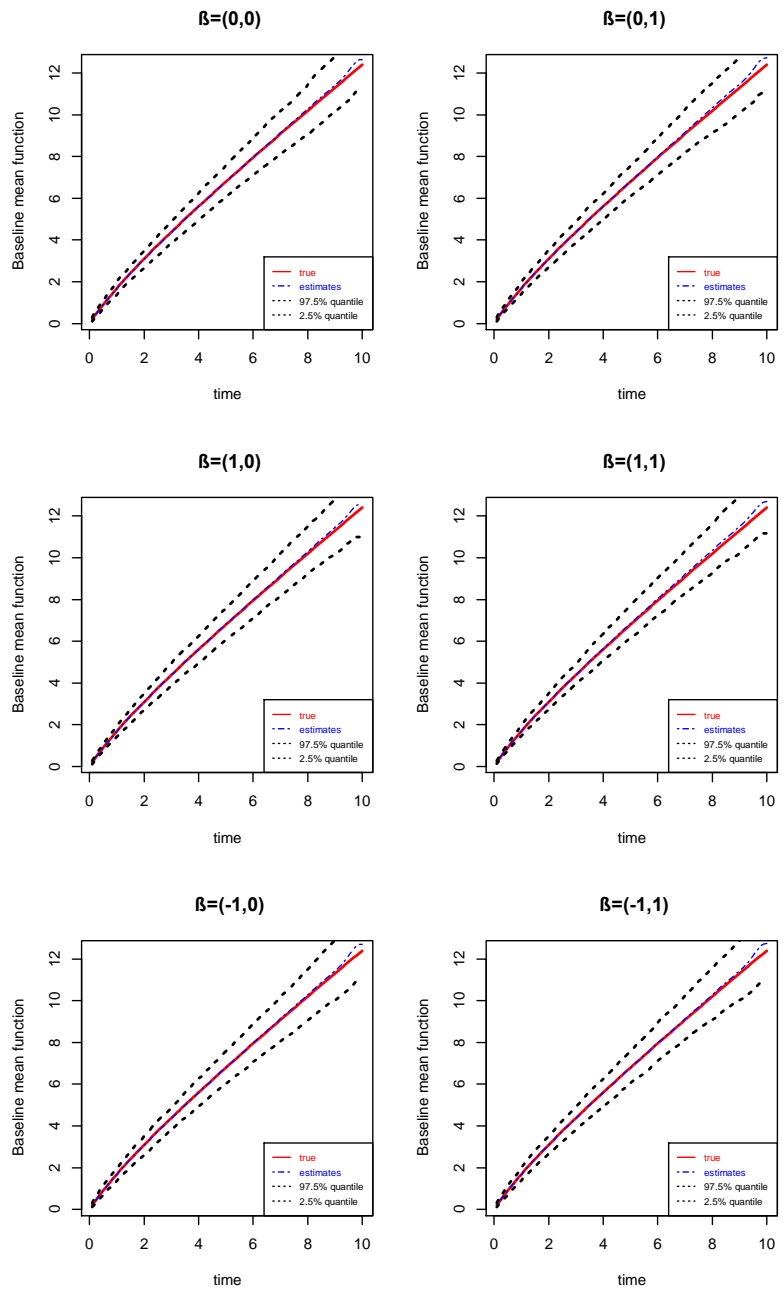 ß=(0,0)
Baseline mean function
12
10
8
6
4
2
0
true
estimates
97.5% quantile
2.5% quantile
0 2 4 6 8 10
time
ß=(0,1)
Baseline mean function
12
10
8
6
4
2
0
true
estimates
97.5% quantile
2.5% quantile
0 2 4 6 8 10
time
ß=(1,0)
Baseline mean function
12
10
8
6
4
2
0
true
estimates
97.5% quantile
2.5% quantile
0 2 4 6 8 10
time
ß=(1,1)
Baseline mean function
12
10
8
6
4
2
0
true
estimates
97.5% quantile
2.5% quantile
0 2 4 6 8 10
time
ß=(-1,0)
Baseline mean function
12
10
8
6
4
2
0
true
estimates
97.5% quantile
2.5% quantile
0 2 4 6 8 10
time
ß=(-1,1)
Baseline mean function
12
10
8
6
4
2
0
true
estimates
97.5% quantile
2.5% quantile
0 2 4 6 8 10
time